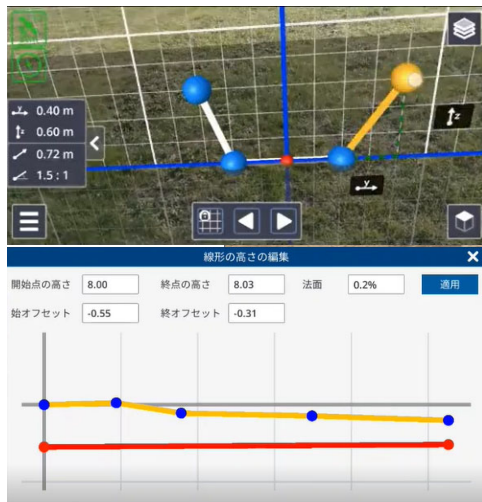 0.40 m
0.60 m
0.72 m
1.5 : 1
z
y
線形の高さの編集
開始点の高さ 8.00 終点の高さ 8.03 法面 0.2% 適用
始オフセット -0.55 終オフセット -0.31